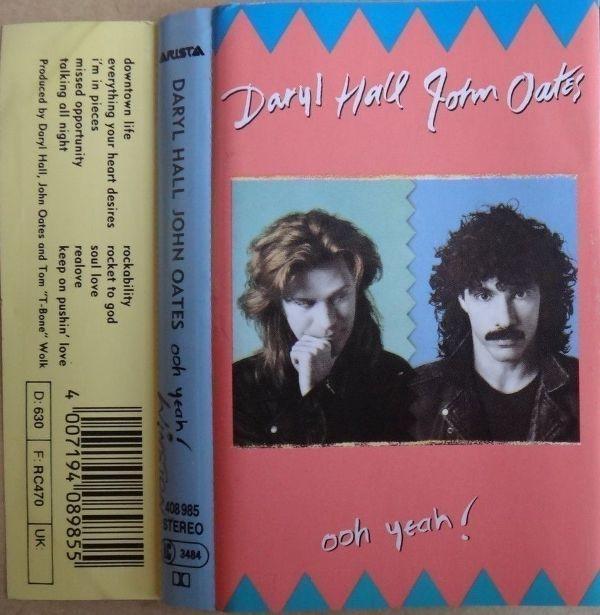 downtown life
everything your heart desires
i'm in pieces
missed opportunity
talking all night
rockability
rocket to god
soul love
realove
keep on pushin' love
Produced by Daryl Hall, John Oates and Tom "T-Bone" Wolk
D: 630 F: RC470 UK:
4 007194 089855
ARISTA
DARYL HALL JOHN OATES ooh yeah!
408 985
STEREO
LC 3484
Daryl Hall John Oates
ooh yeah!